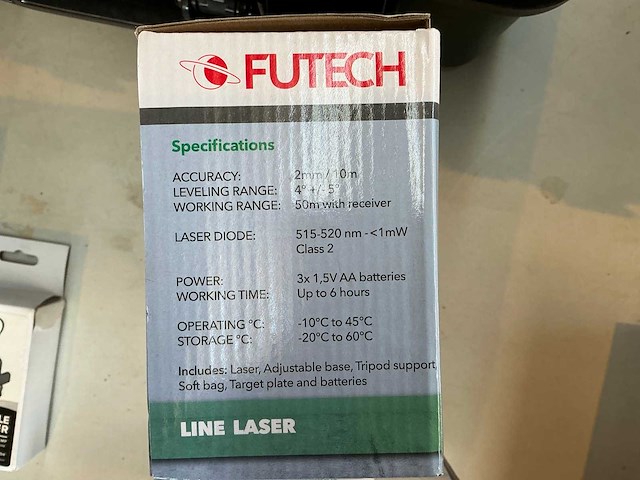 FUTECH
Specifications
ACCURACY: 2mm / 10m
LEVELING RANGE: 4° +/- 5°
WORKING RANGE: 50m with receiver
LASER DIODE: 515-520 nm - <1mW
Class 2
POWER: 3x 1,5V AA batteries
WORKING TIME: Up to 6 hours
OPERATING °C: -10°C to 45°C
STORAGE °C: -20°C to 60°C
Includes: Laser, Adjustable base, Tripod support
Soft bag, Target plate and batteries
LINE LASER